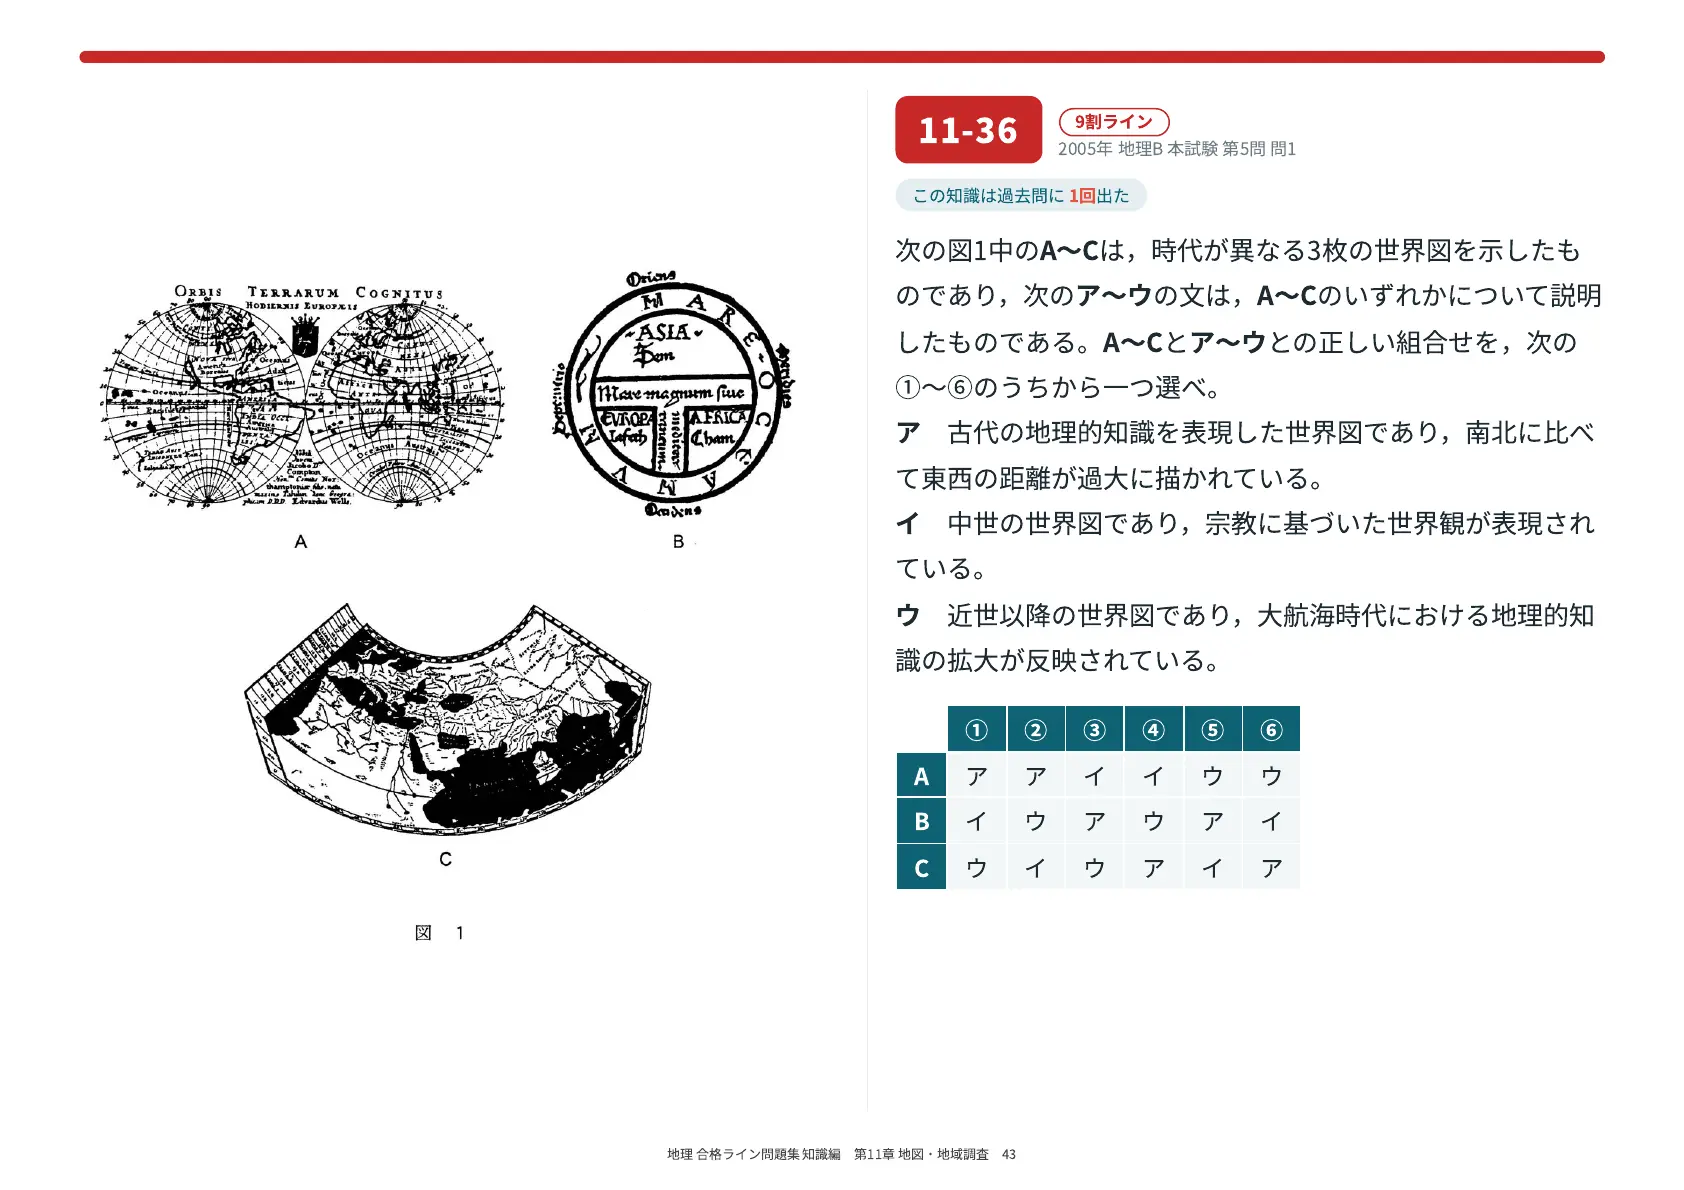 ORBIS TERRARUM COGNITUS
HODIERNIS EUROPÆIS
Edvardus Wells.
A
Oriens
MARE OCEANUM
ASIA
Sem
Mare magnum siue
EVROPA
Iafeth
mediterraneum
AFRICA
Cham
B
C
図 1
11-36
9割ライン
2005年 地理B 本試験 第5問 問1
この知識は過去問に 1回出た
次の図1中のA〜Cは，時代が異なる3枚の世界図を示したも
のであり，次のア〜ウの文は，A〜Cのいずれかについて説明
したものである。A〜Cとア〜ウとの正しい組合せを，次の
①〜⑥のうちから一つ選べ。
ア 古代の地理的知識を表現した世界図であり，南北に比べ
て東西の距離が過大に描かれている。
イ 中世の世界図であり，宗教に基づいた世界観が表現され
ている。
ウ 近世以降の世界図であり，大航海時代における地理的知
識の拡大が反映されている。
① ② ③ ④ ⑤ ⑥
A ア ア イ イ ウ ウ
B イ ウ ア ウ ア イ
C ウ イ ウ ア イ ア
地理 合格ライン問題集 知識編 第11章 地図・地域調査 43